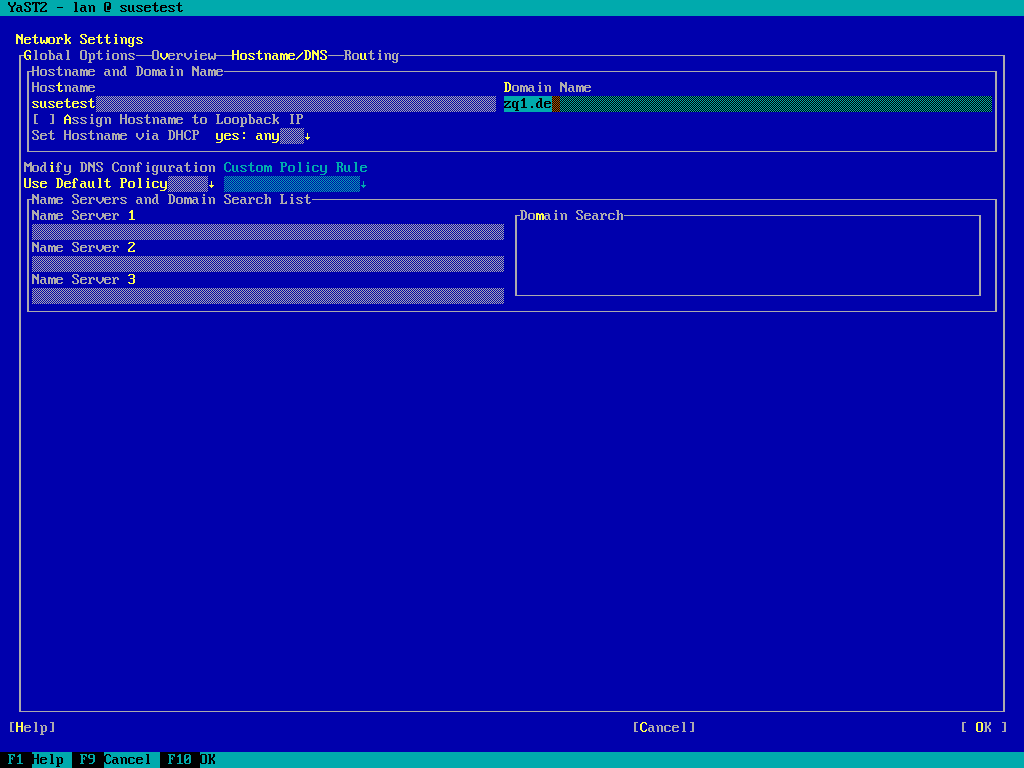 YaST2 - lan @ susetest
Network Settings
Global Options Overview Hostname/DNS Routing
Hostname and Domain Name
Hostname Domain Name
susetest zq1.de
[ ] Assign Hostname to Loopback IP
Set Hostname via DHCP yes: any ↓
Modify DNS Configuration Custom Policy Rule
Use Default Policy ↓ ↓
Name Servers and Domain Search List
Name Server 1 Domain Search
Name Server 2
Name Server 3
[Help] [Cancel] [ OK ]
F1 Help F9 Cancel F10 OK